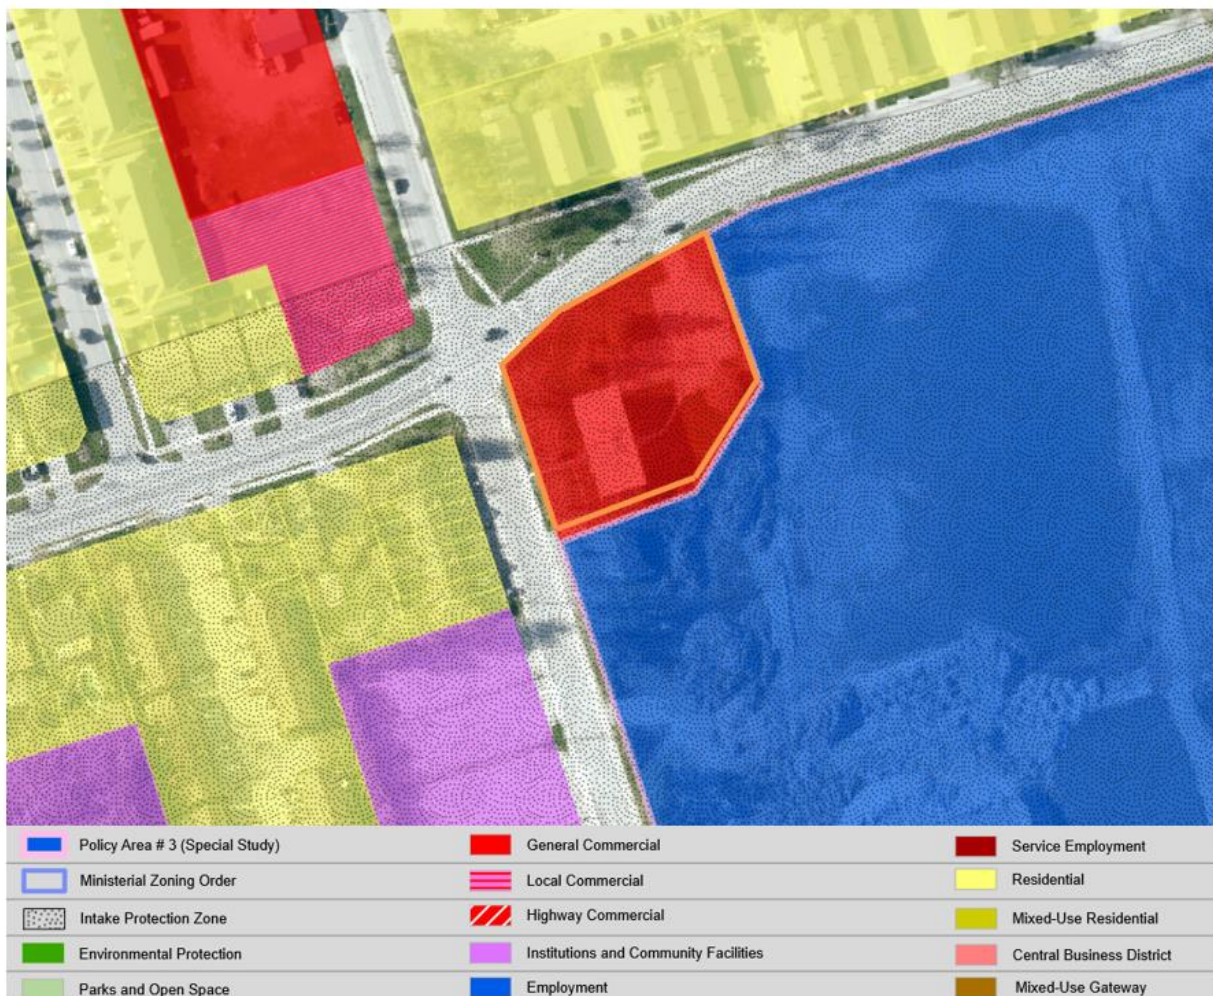 Policy Area # 3 (Special Study)
General Commercial
Service Employment
Ministerial Zoning Order
Local Commercial
Residential
Intake Protection Zone
Highway Commercial
Mixed-Use Residential
Environmental Protection
Institutions and Community Facilities
Central Business District
Parks and Open Space
Employment
Mixed-Use Gateway